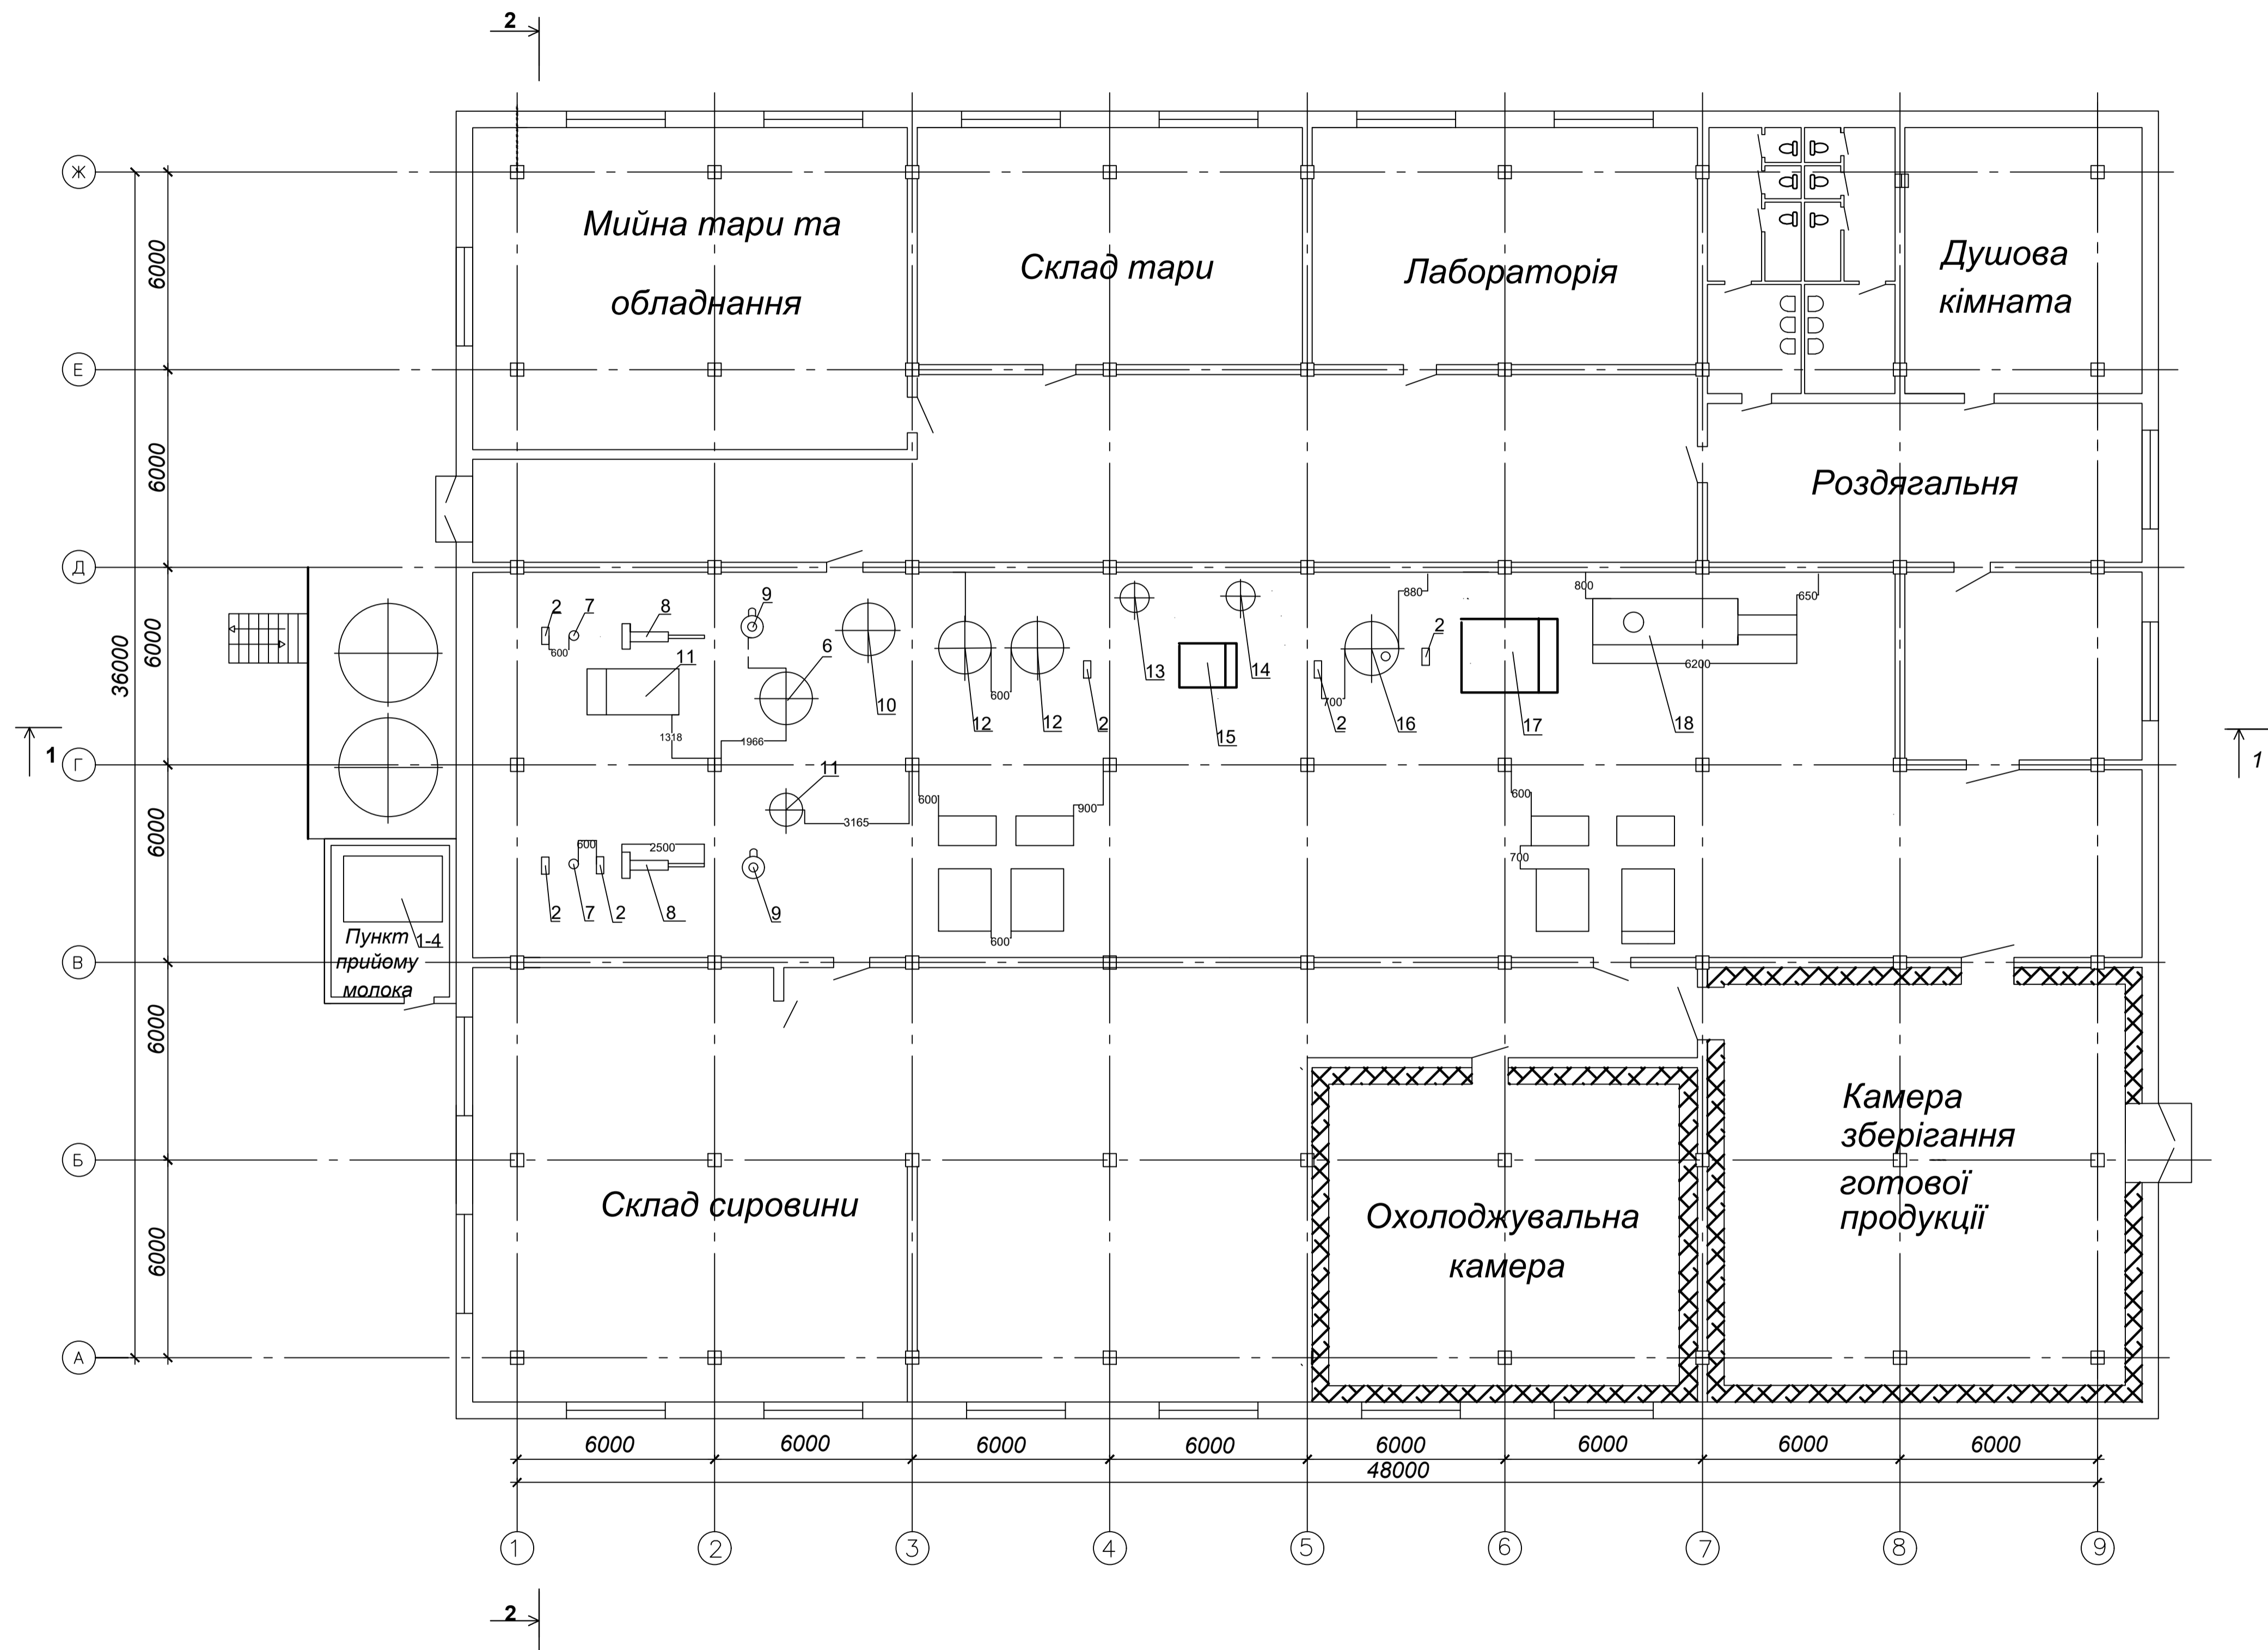 2
Ж
Е
Д
Г
В
Б
А
6000
6000
6000
6000
6000
6000
36000
Мийна тари та
обладнання
Склад тари
Лабораторія
Душова
кімната
Роздягальня
2
7
8
9
6
10
11
600
1318
1966
12
12
2
600
13
14
15
880
2
700
2
16
17
800
650
6200
18
1
1
11
3165
600
900
600
600
700
600
2500
2
7
2
8
9
Пункт
прийому
молока
1-4
Склад сировини
Охолоджувальна
камера
Камера
зберігання
готової
продукції
6000
6000
6000
6000
6000
6000
6000
6000
48000
1
2
3
4
5
6
7
8
9
2